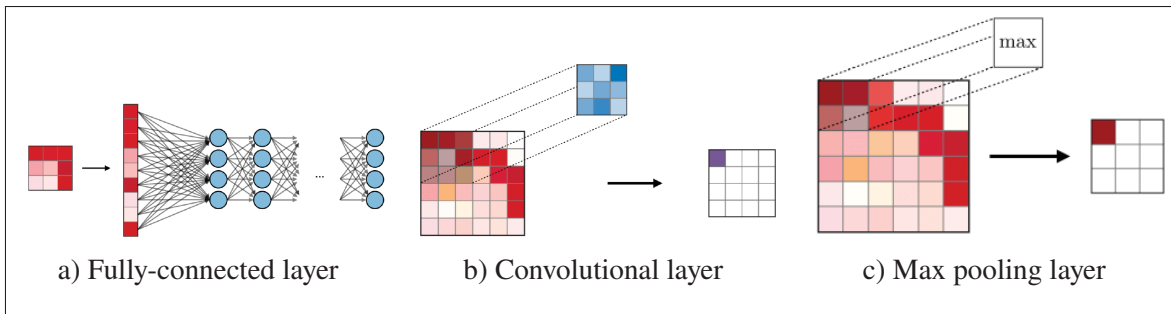 max
...
a) Fully-connected layer
b) Convolutional layer
c) Max pooling layer